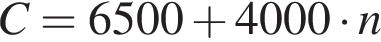 C = 6500 + 4000 · n